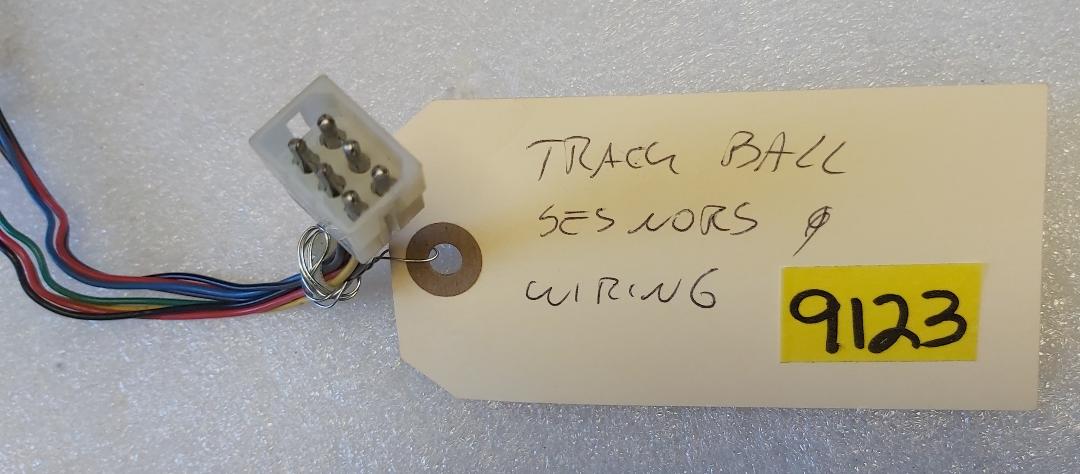 TRACK BALL
SESNORS &
WIRING
9123